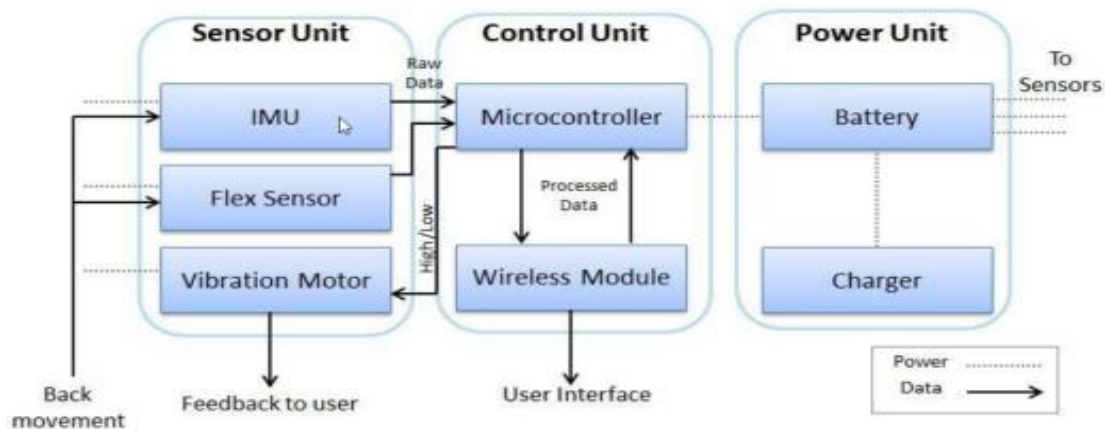 Sensor Unit
Control Unit
Power Unit
Raw
Data
To
Sensors
IMU
Microcontroller
Battery
Flex Sensor
Processed
Data
High/Low
Vibration Motor
Wireless Module
Charger
Back
movement
Feedback to user
User Interface
Power
Data